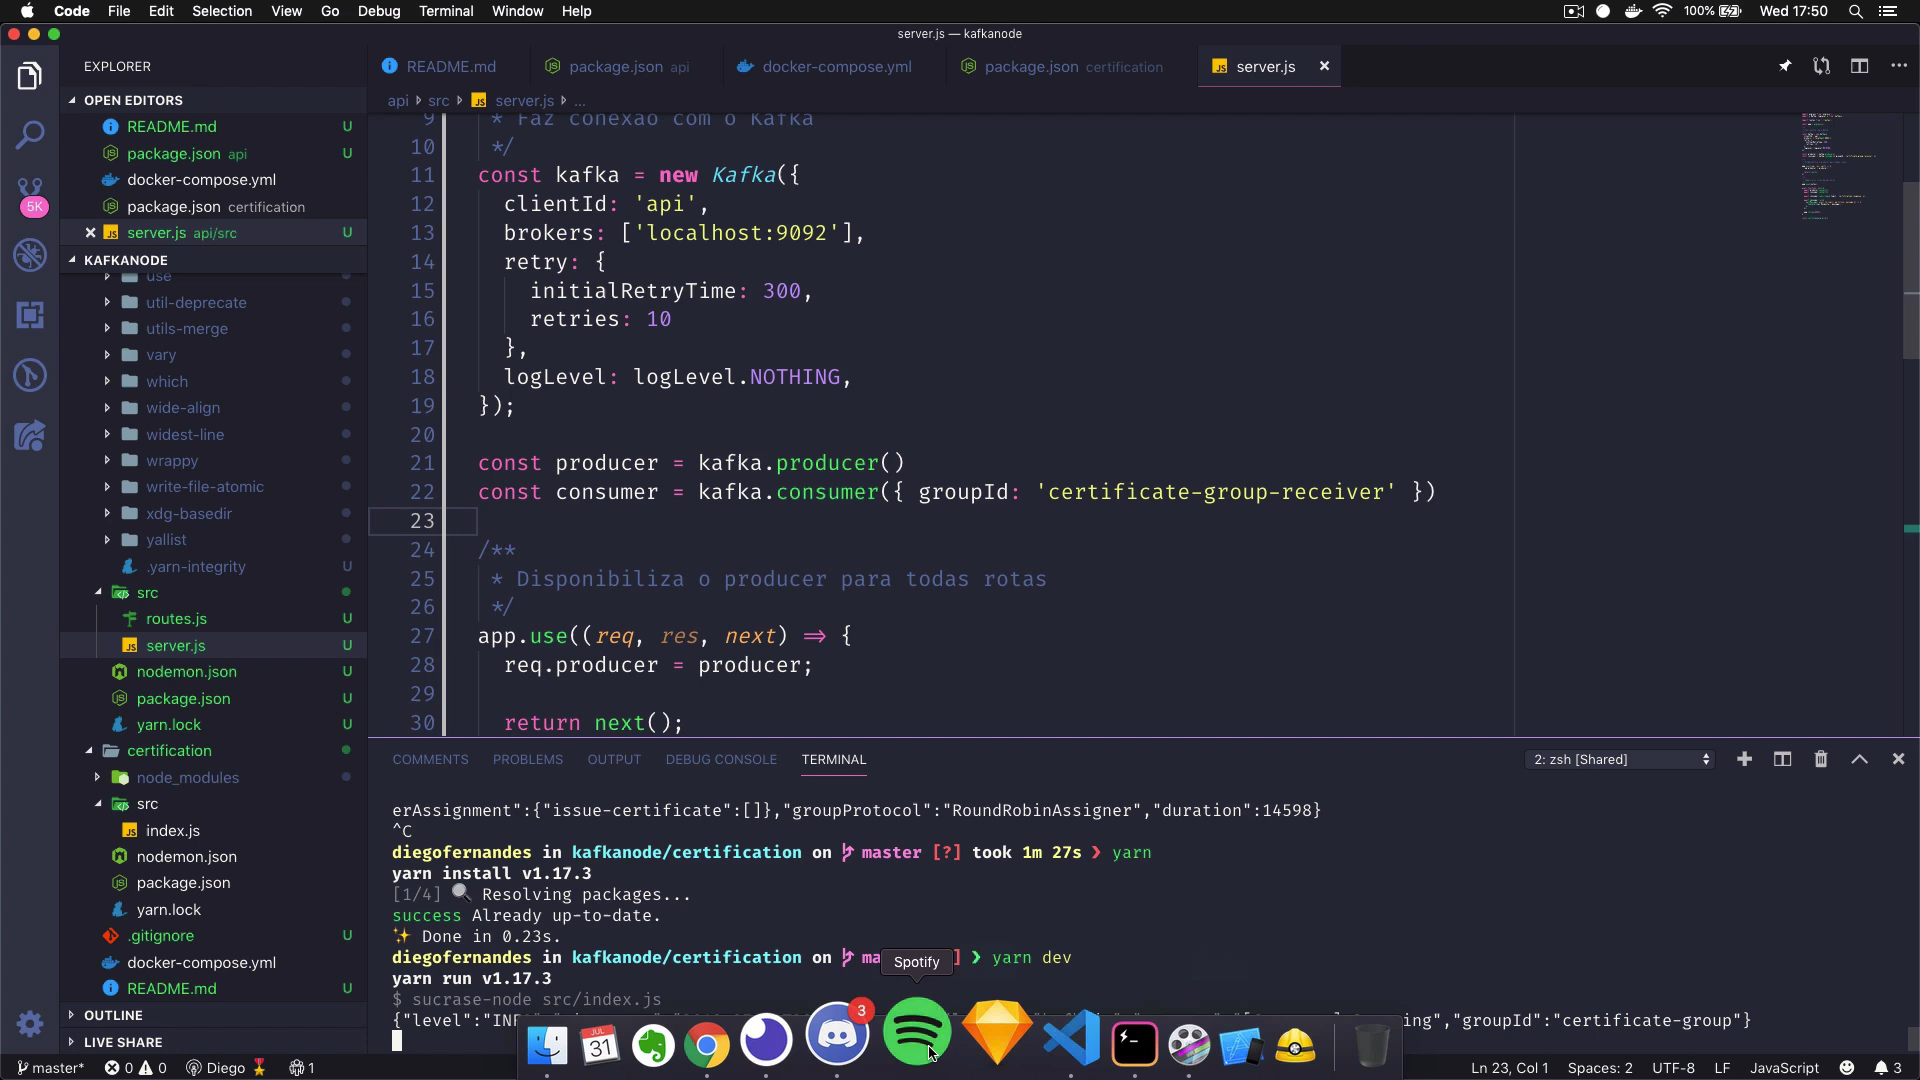 Code File Edit Selection View Go Debug Terminal Window Help
100% Wed 17:50
server.js — kafkanode
EXPLORER
OPEN EDITORS
README.md U
package.json api U
docker-compose.yml
package.json certification
server.js api/src U
5K
KAFKANODE
use
util-deprecate
utils-merge
vary
which
wide-align
widest-line
wrappy
write-file-atomic
xdg-basedir
yallist
.yarn-integrity U
src
routes.js U
JS server.js U
nodemon.json U
package.json U
yarn.lock U
certification
node_modules
src
JS index.js
nodemon.json
package.json
yarn.lock
.gitignore U
docker-compose.yml
README.md U
OUTLINE
LIVE SHARE
README.md
package.json api
docker-compose.yml
package.json certification
JS server.js
api src JS server.js ...
9 * Faz conexao com o Kafka
10 */
11 const kafka = new Kafka({
12 clientId: 'api',
13 brokers: ['localhost:9092'],
14 retry: {
15 initialRetryTime: 300,
16 retries: 10
17 },
18 logLevel: logLevel.NOTHING,
19 });
20
21 const producer = kafka.producer()
22 const consumer = kafka.consumer({ groupId: 'certificate-group-receiver' })
23
24 /**
25 * Disponibiliza o producer para todas rotas
26 */
27 app.use((req, res, next) => {
28 req.producer = producer;
29
30 return next();
COMMENTS PROBLEMS OUTPUT DEBUG CONSOLE TERMINAL
2: zsh [Shared]
erAssignment":{"issue-certificate":[]},"groupProtocol":"RoundRobinAssigner","duration":14598}
^C
diegofernandes in kafkanode/certification on master [?] took 1m 27s ❯ yarn
yarn install v1.17.3
[1/4] 🔍 Resolving packages...
success Already up-to-date.
✨ Done in 0.23s.
diegofernandes in kafkanode/certification on ma ] ❯ yarn dev
yarn run v1.17.3
$ sucrase-node src/index.js
{"level":"INF ing","groupId":"certificate-group"}
Spotify
JUL
31
3
master* 0 0 Diego 1
Ln 23, Col 1 Spaces: 2 UTF-8 LF JavaScript 3